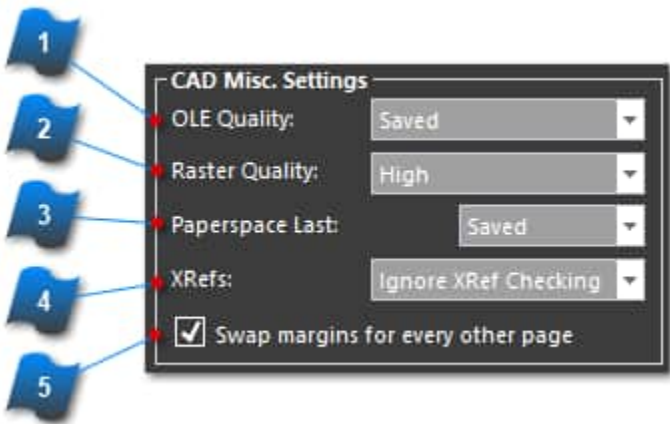 1
CAD Misc. Settings
OLE Quality: Saved
2
Raster Quality: High
3
Paperspace Last: Saved
4
XRefs: Ignore XRef Checking
Swap margins for every other page
5